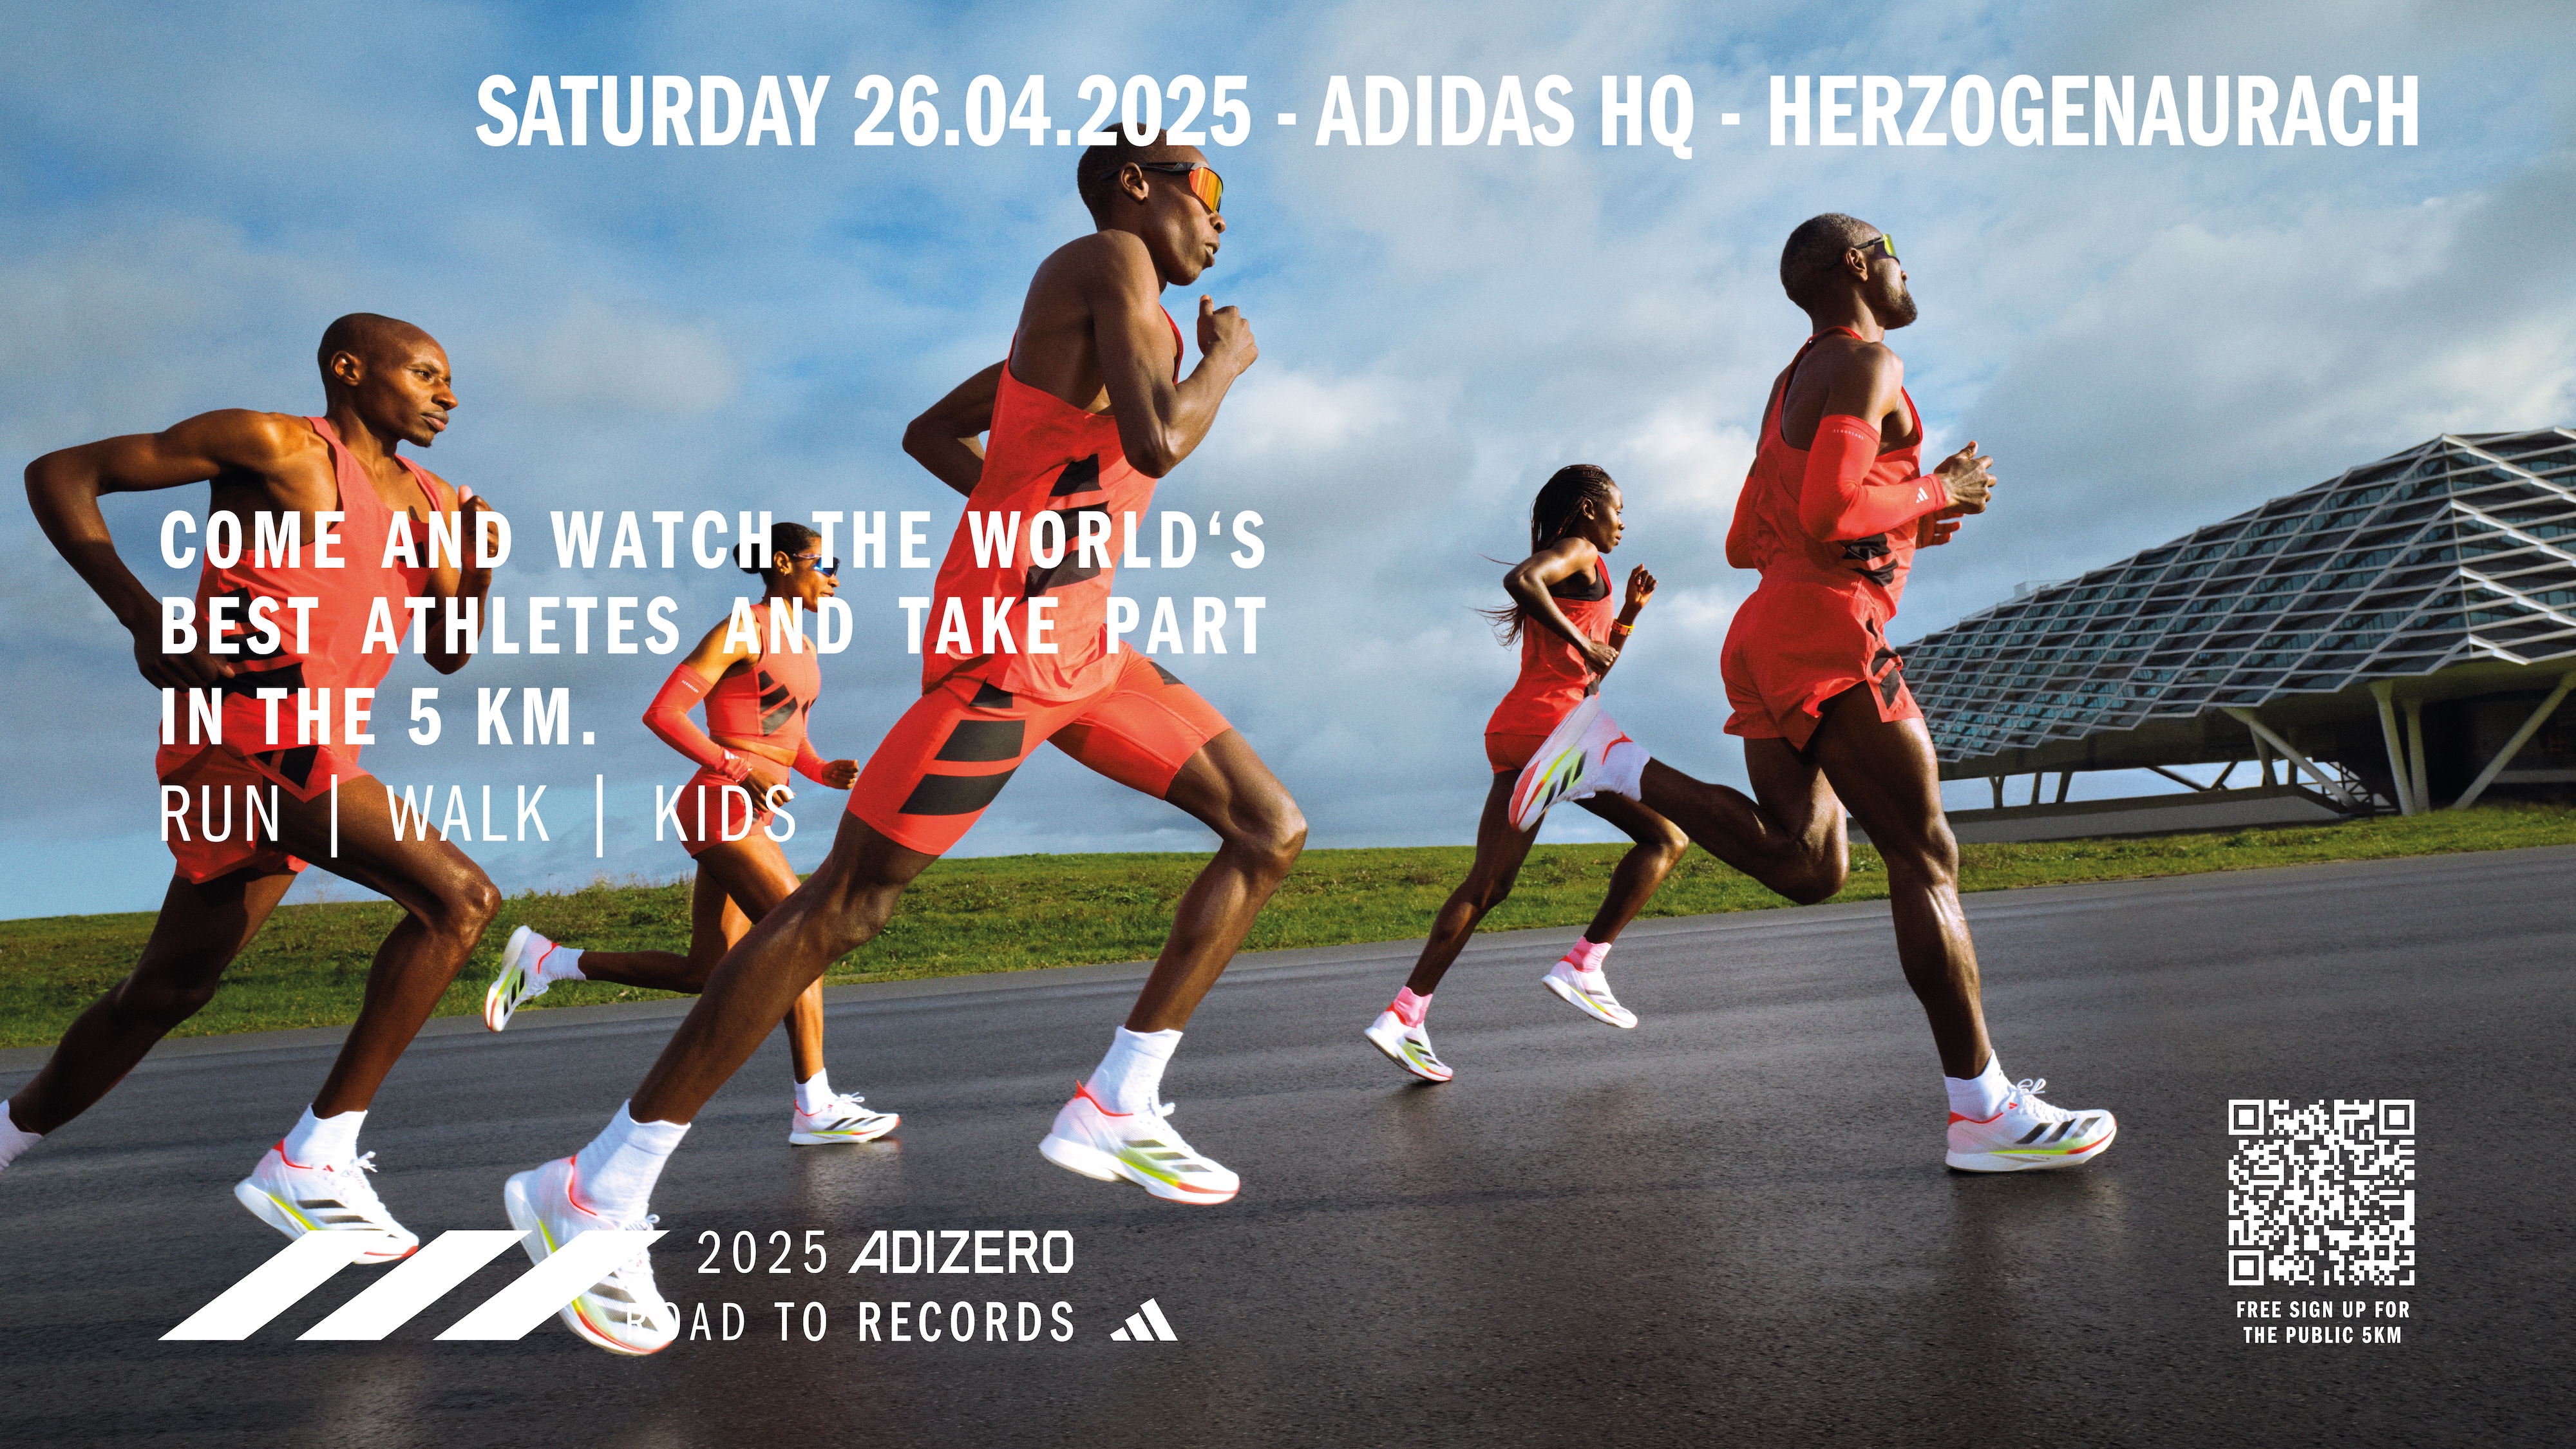 SATURDAY 26.04.2025 - ADIDAS HQ - HERZOGENAURACH
COME AND WATCH THE WORLD‘S
BEST ATHLETES AND TAKE PART
IN THE 5 KM.
RUN | WALK | KIDS
2025 ADIZERO
ROAD TO RECORDS
FREE SIGN UP FOR
THE PUBLIC 5KM